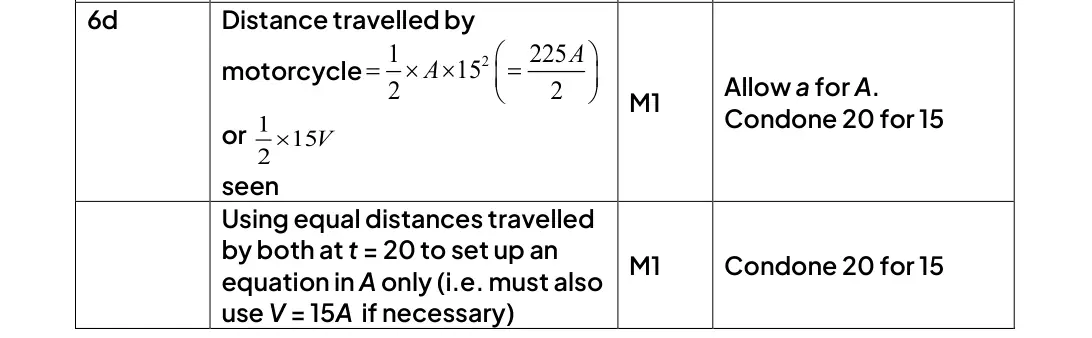 6d
Distance travelled by
motorcycle = 1/2 × A × 15² ( = 225A/2 )
or 1/2 × 15V
seen
M1
Allow a for A.
Condone 20 for 15
Using equal distances travelled
by both at t = 20 to set up an
equation in A only (i.e. must also
use V = 15A if necessary)
M1
Condone 20 for 15